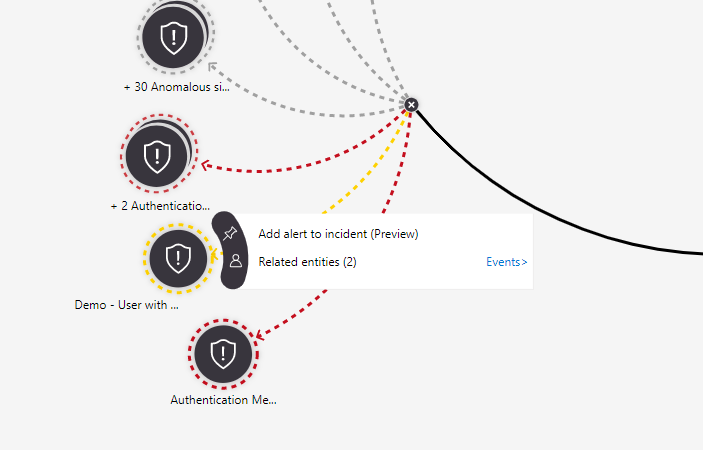 + 30 Anomalous si...
+ 2 Authenticatio...
Add alert to incident (Preview)
Related entities (2)
Events>
Demo - User with ...
Authentication Me...